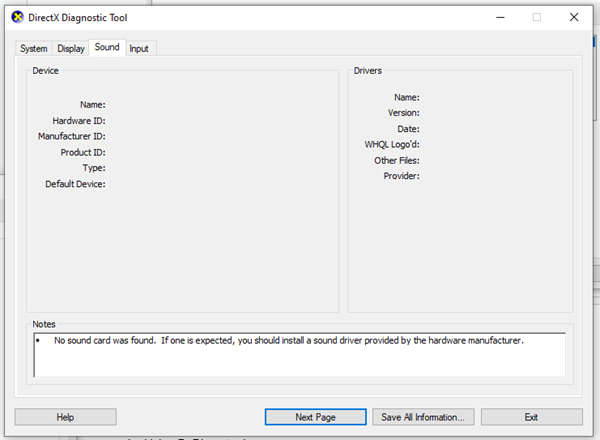 DirectX Diagnostic Tool
System Display Sound Input
Device
Name:
Hardware ID:
Manufacturer ID:
Product ID:
Type:
Default Device:
Drivers
Name:
Version:
Date:
WHQL Logo'd:
Other Files:
Provider:
Notes
• No sound card was found. If one is expected, you should install a sound driver provided by the hardware manufacturer.
Help Next Page Save All Information... Exit